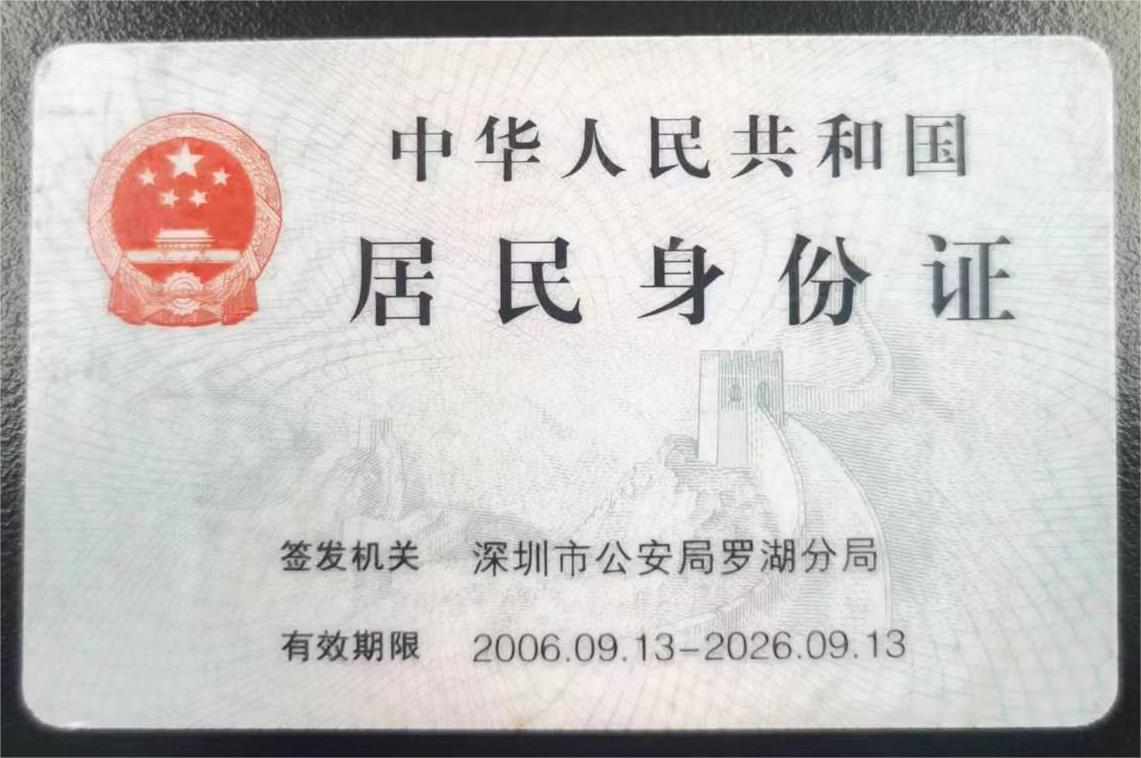 中华人民共和国
居民身份证
签发机关 深圳市公安局罗湖分局
有效期限 2006.09.13-2026.09.13